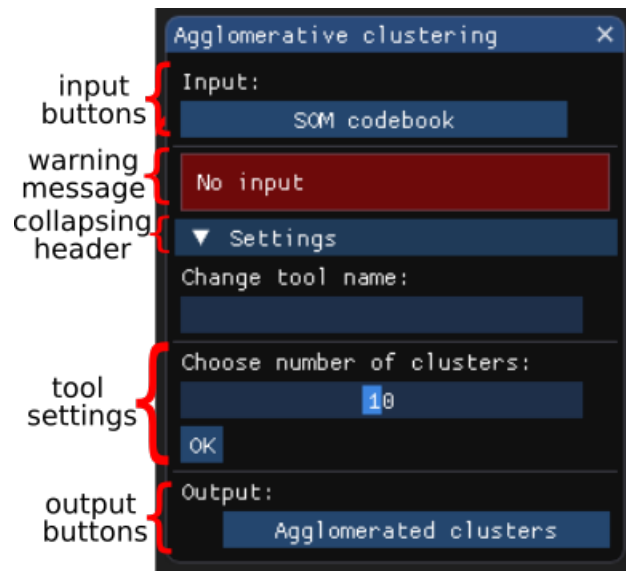 Agglomerative clustering ×
input
buttons
Input:
SOM codebook
warning
message
No input
collapsing
header
▼ Settings
Change tool name:
tool
settings
Choose number of clusters:
10
OK
output
buttons
Output:
Agglomerated clusters